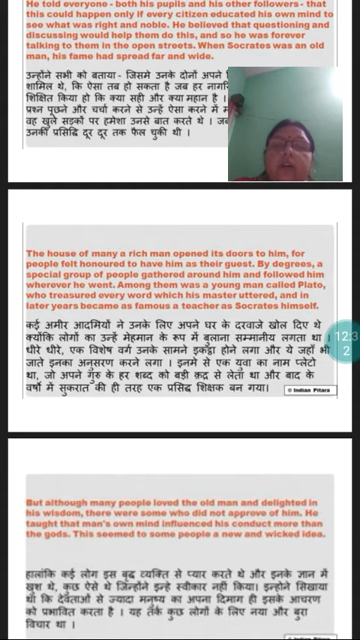 He told everyone - both his pupils and his other followers - that
this could happen only if every citizen educated his own mind to
see what was right and noble. He believed that questioning and
discussing would help them do this, and so he was forever
talking to them in the open streets. When Socrates was an old
man, his fame had spread far and wide.
उन्होंने सभी को बताया - जिसमे उनके दोनों अपने
शामिल थे, कि ऐसा तब हो सकता है जब हर
शिक्षित किया हो कि क्या सही और क्या महान है ।
प्रश्न पूछने और चर्चा करने से उन्हें ऐसा करने में
वह खुले सड़कों पर हमेशा उनसे बात करते थे ।
उनकी प्रसिद्धि दूर दूर तक फैल चुकी थी ।
The house of many a rich man opened its doors to him, for
people felt honoured to have him as their guest. By degrees, a
special group of people gathered around him and followed him
wherever he went. Among them was a young man called Plato,
who treasured every word which his master uttered, and in
later years became as famous a teacher as Socrates himself.
कई अमीर आदमियों ने उनके लिए अपने घर के दरवाजे खोल दिए थे
क्योंकि लोगों का उन्हें मेहमान के रूप में बुलाना सम्मानीय लगता था ।
धीरे धीरे, एक विशेष वर्ग उनके सामने इकट्ठा होने लगा और ये जहाँ भी
जाते इनका अनुसरण करने लगा । इनमे से एक युवा का नाम प्लेटो
था, जो अपने गुरु के हर शब्द को बड़ी क़द्र से लेता था और बाद के
वर्षों में सुकरात की ही तरह एक प्रसिद्ध शिक्षक बन गया।
© Indian Pitara
12:3
2
But although many people loved the old man and delighted in
his wisdom, there were some who did not approve of him. He
taught that man's own mind influenced his conduct more than
the gods. This seemed to some people a new and wicked idea.
हालांकि कई लोग इस वृद्ध व्यक्ति से प्यार करते थे और इनके ज्ञान में
खुश थे, कुछ ऐसे थे जिन्होंने इन्हे स्वीकार नहीं किया। इन्होने सिखाया
था कि देवताओं से ज्यादा मनुष्य का अपना दिमाग ही इसके आचरण
को प्रभावित करता है । यह तर्क कुछ लोगों के लिए नया और बुरा
विचार था ।